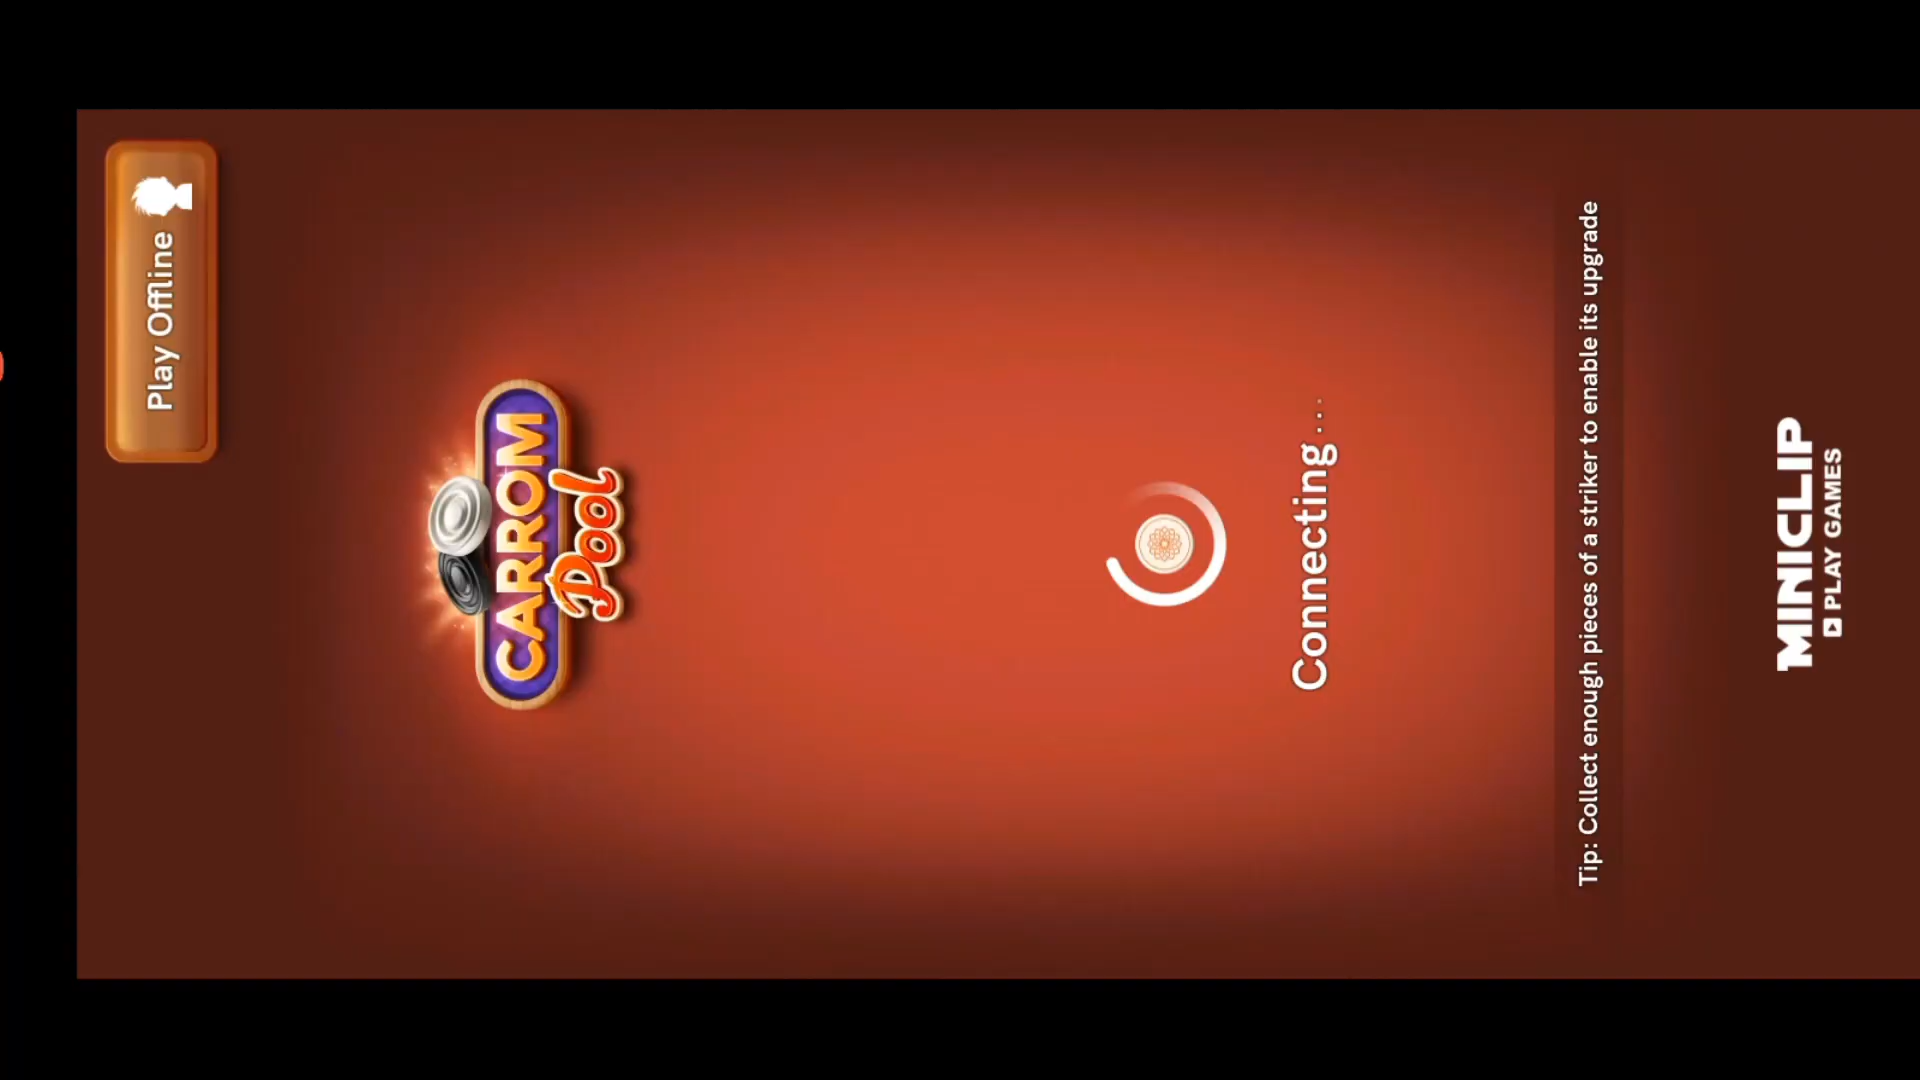 Play Offline
CARROM
Pool
Connecting...
Tip: Collect enough pieces of a striker to enable its upgrade
MINICLIP
PLAY GAMES